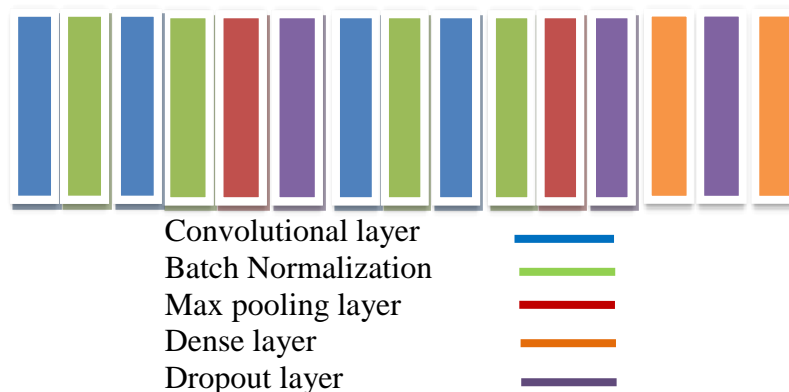 Convolutional layer
Batch Normalization
Max pooling layer
Dense layer
Dropout layer